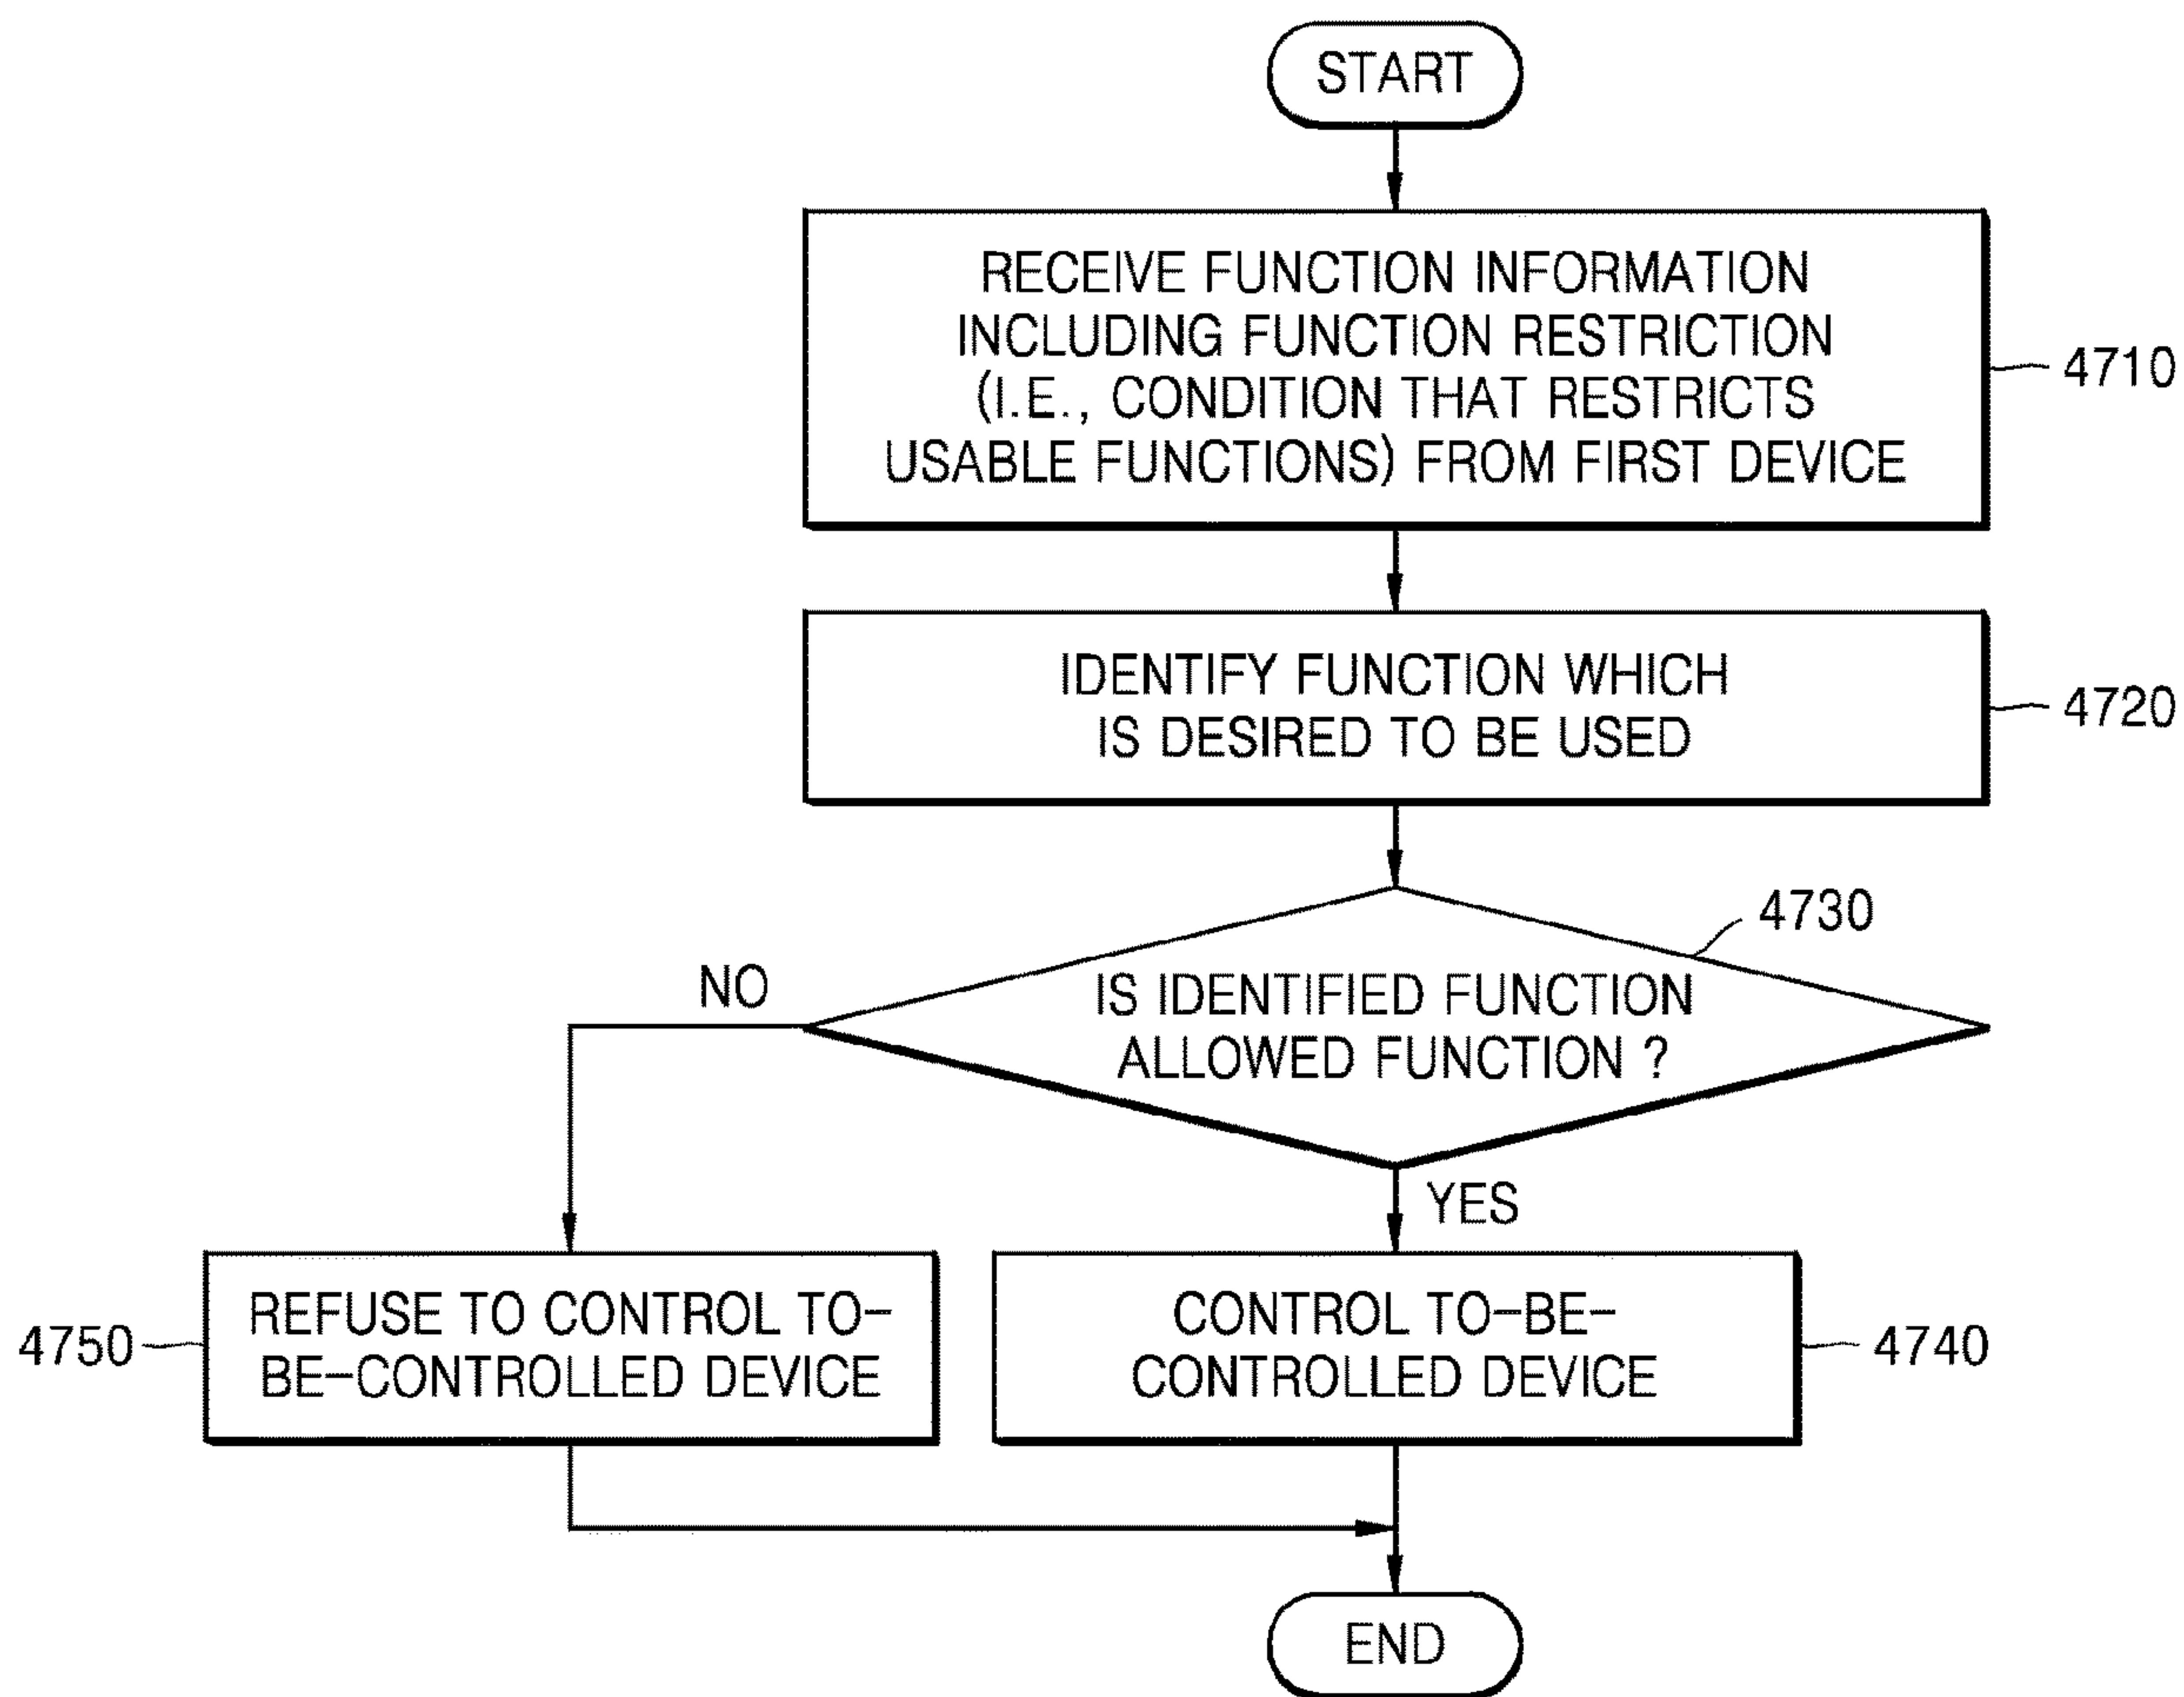 START
RECEIVE FUNCTION INFORMATION
INCLUDING FUNCTION RESTRICTION
(I.E., CONDITION THAT RESTRICTS
USABLE FUNCTIONS) FROM FIRST DEVICE
4710
IDENTIFY FUNCTION WHICH
IS DESIRED TO BE USED
4720
4730
IS IDENTIFIED FUNCTION
ALLOWED FUNCTION ?
NO
YES
REFUSE TO CONTROL TO-
BE-CONTROLLED DEVICE
4750
CONTROL TO-BE-
CONTROLLED DEVICE
4740
END